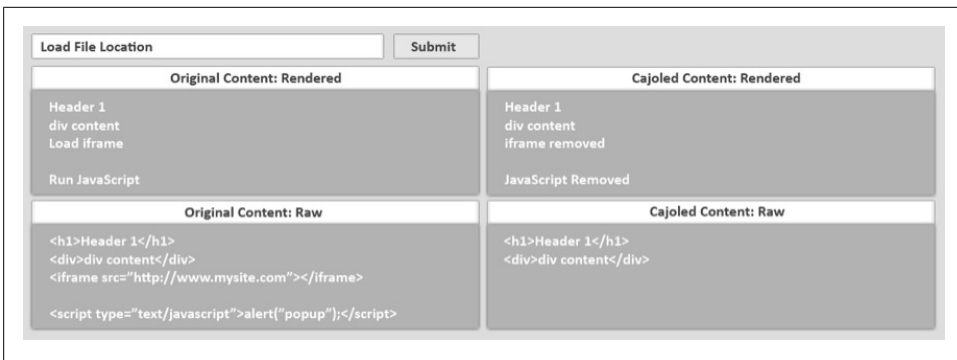 Load File Location
Submit
Original Content: Rendered
Header 1
div content
Load iframe
Run JavaScript
Cajoled Content: Rendered
Header 1
div content
iframe removed
JavaScript Removed
Original Content: Raw
<h1>Header 1</h1>
<div>div content</div>
<iframe src=”http://www.mysite.com”></iframe>
<script type=”text/javascript”>alert(”popup”);</script>
Cajoled Content: Raw
<h1>Header 1</h1>
<div>div content</div>